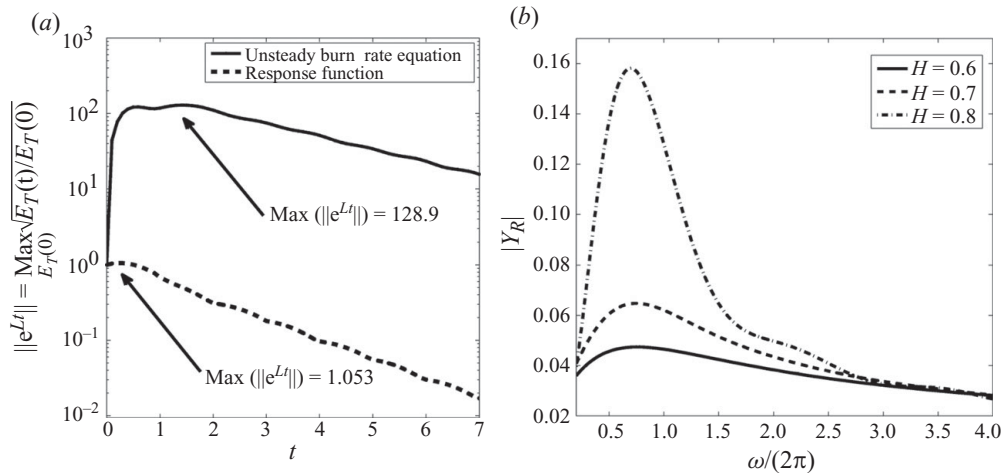 (a)
10^3
10^2
10^1
10^0
10^-1
10^-2
||e^Lt|| = Max√E_T(t)/E_T(0)
E_T(0)
Unsteady burn rate equation
Response function
Max (||e^Lt||) = 128.9
Max (||e^Lt||) = 1.053
0 1 2 3 4 5 6 7
t
(b)
0.16
0.14
0.12
0.10
0.08
0.06
0.04
0.02
|Y_R|
H = 0.6
H = 0.7
H = 0.8
0.5 1.0 1.5 2.0 2.5 3.0 3.5 4.0
ω/(2π)